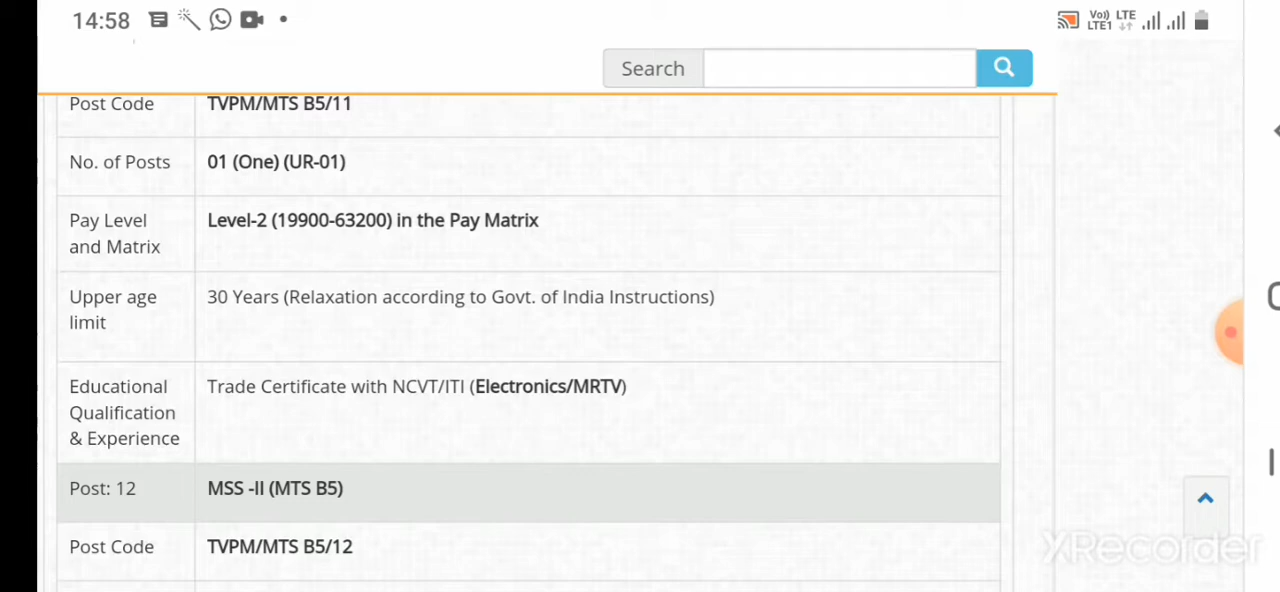 14:58
Vo) LTE
LTE1
Search
Post Code TVPM/MTS B5/11
No. of Posts 01 (One) (UR-01)
Pay Level Level-2 (19900-63200) in the Pay Matrix
and Matrix
Upper age 30 Years (Relaxation according to Govt. of India Instructions)
limit
Educational Trade Certificate with NCVT/ITI (Electronics/MRTV)
Qualification
& Experience
Post: 12 MSS -II (MTS B5)
Post Code TVPM/MTS B5/12
XRecorder